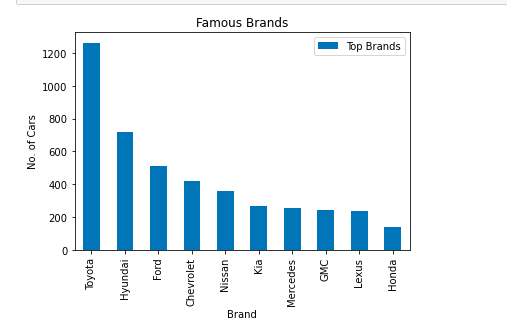 Famous Brands
Top Brands
No. of Cars
1200
1000
800
600
400
200
0
Toyota
Hyundai
Ford
Chevrolet
Nissan
Kia
Mercedes
GMC
Lexus
Honda
Brand